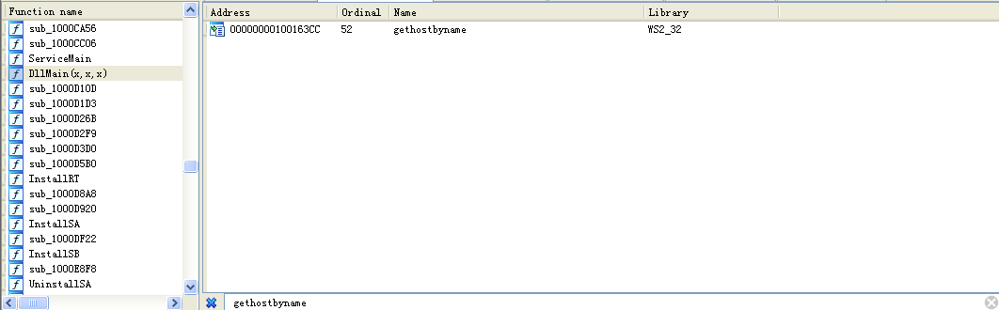 Function name
sub_1000CA56
sub_1000CC06
ServiceMain
DllMain(x,x,x)
sub_1000D10D
sub_1000D1D3
sub_1000D26B
sub_1000D2F9
sub_1000D3D0
sub_1000D5B0
InstallRT
sub_1000D8A8
sub_1000D920
InstallSA
sub_1000DF22
InstallSB
sub_1000E8F8
UninstallSA
Address Ordinal Name Library
00000000100163CC 52 gethostbyname WS2_32
gethostbyname